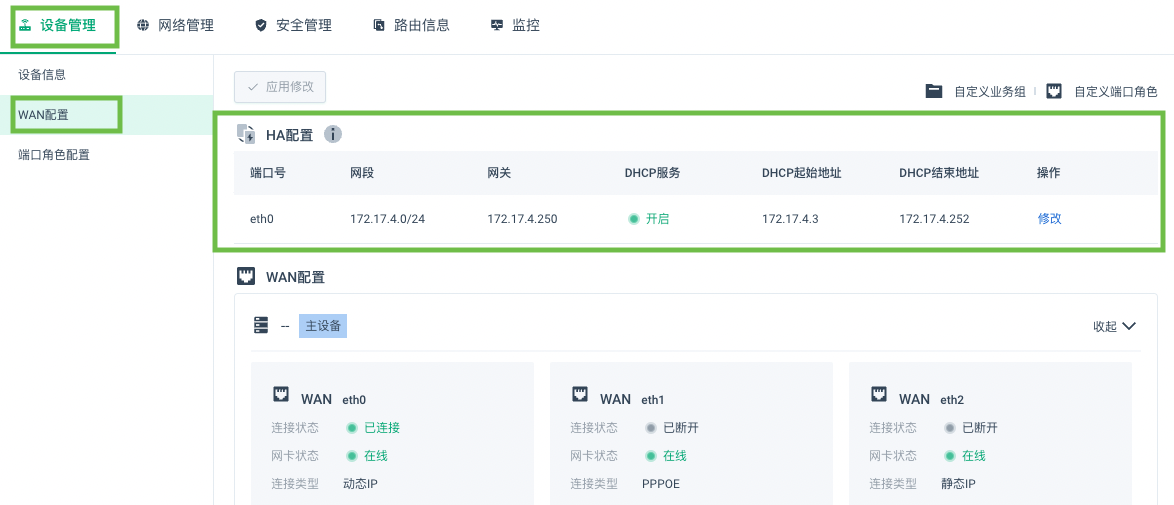 设备管理 网络管理 安全管理 路由信息 监控
设备信息
WAN配置
端口角色配置
应用修改
自定义业务组 自定义端口角色
HA配置
端口号 网段 网关 DHCP服务 DHCP起始地址 DHCP结束地址 操作
eth0 172.17.4.0/24 172.17.4.250 开启 172.17.4.3 172.17.4.252 修改
WAN配置
-- 主设备 收起
WAN eth0 WAN eth1 WAN eth2
连接状态 已连接 连接状态 已断开 连接状态 已断开
网卡状态 在线 网卡状态 在线 网卡状态 在线
连接类型 动态IP 连接类型 PPPOE 连接类型 静态IP